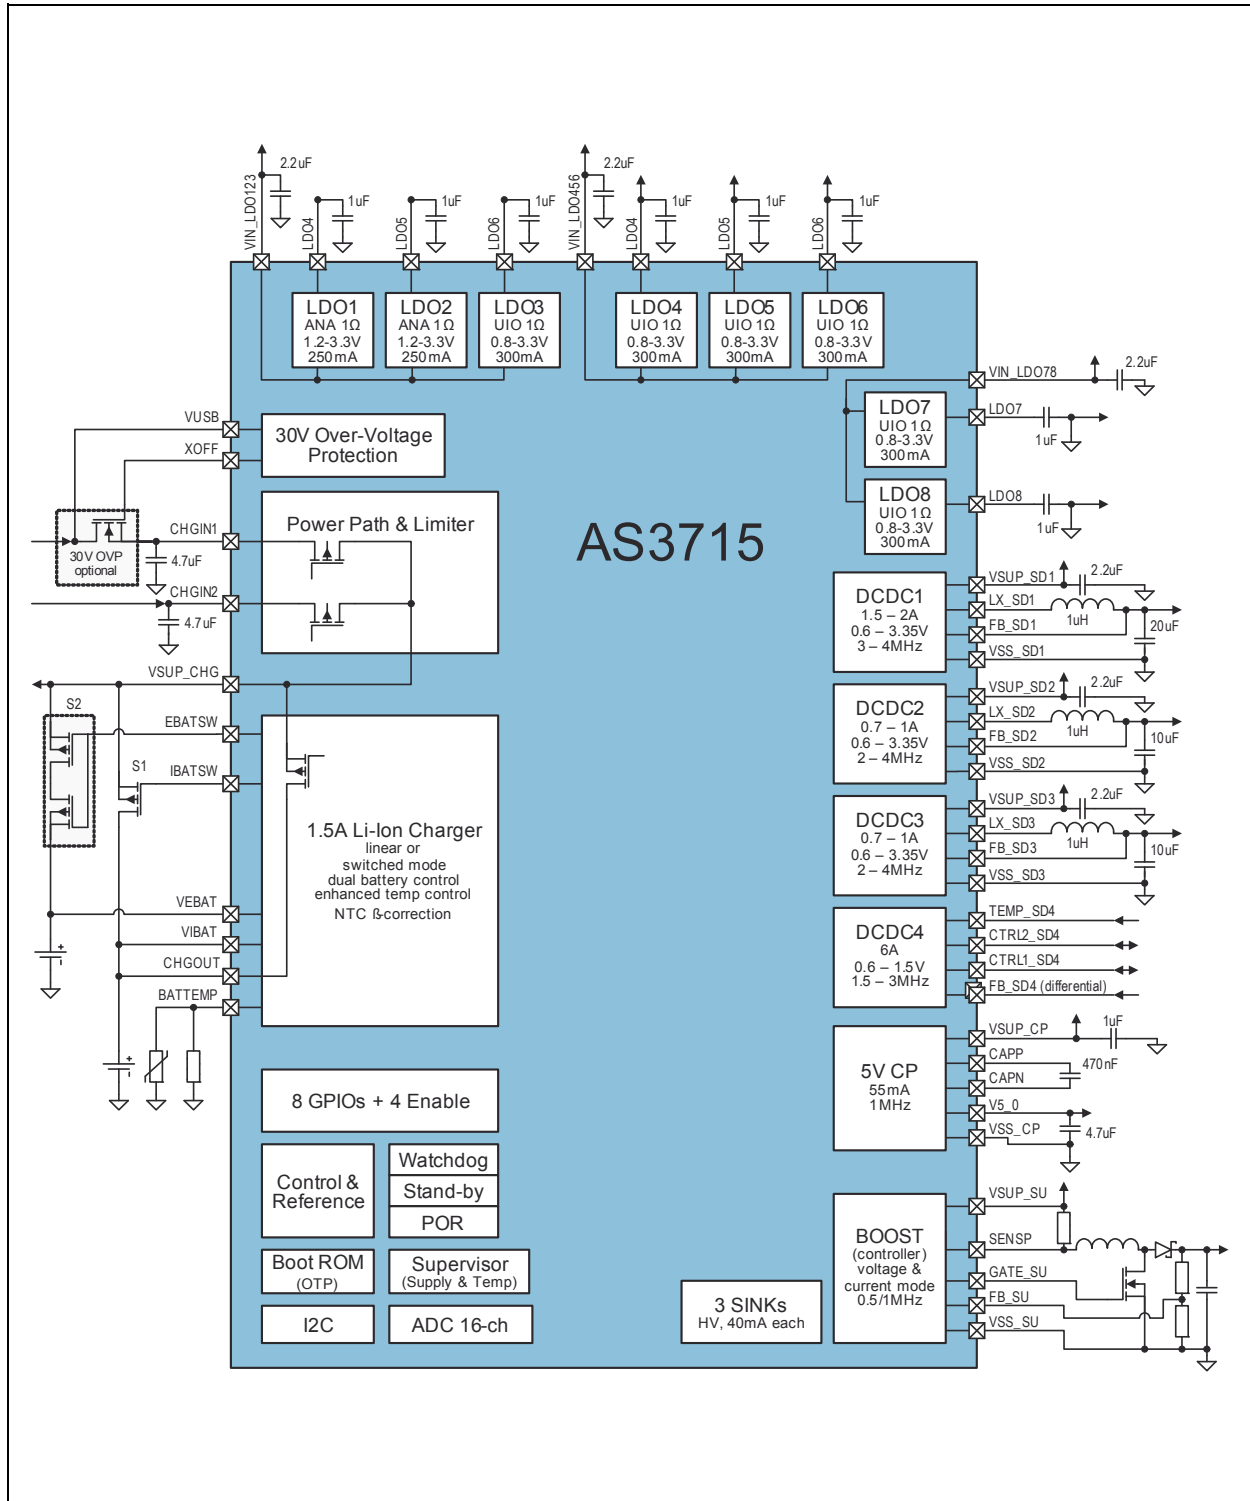 2.2uF
1uF
1uF
1uF
2.2uF
1uF
1uF
1uF
VIN_LDO123
LDO4
LDO5
LDO6
VIN_LDO456
LDO4
LDO5
LDO6
LDO1
ANA 1Ω
1.2-3.3V
250mA
LDO2
ANA 1Ω
1.2-3.3V
250mA
LDO3
UIO 1Ω
0.8-3.3V
300mA
LDO4
UIO 1Ω
0.8-3.3V
300mA
LDO5
UIO 1Ω
0.8-3.3V
300mA
LDO6
UIO 1Ω
0.8-3.3V
300mA
VIN_LDO78
2.2uF
LDO7
UIO 1Ω
0.8-3.3V
300mA
LDO7
1uF
LDO8
UIO 1Ω
0.8-3.3V
300mA
LDO8
1uF
VUSB
XOFF
30V Over-Voltage
Protection
CHGIN1
30V OVP
optional
4.7uF
CHGIN2
4.7uF
Power Path & Limiter
AS3715
VSUP_CHG
S2
EBATSW
S1
IBATSW
1.5A Li-Ion Charger
linear or
switched mode
dual battery control
enhanced temp control
NTC ß-correction
VEBAT
VIBAT
CHGOUT
BATTEMP
DCDC1
1.5 – 2A
0.6 – 3.35V
3 – 4MHz
VSUP_SD1
2.2uF
LX_SD1
1uH
FB_SD1
20uF
VSS_SD1
DCDC2
0.7 – 1A
0.6 – 3.35V
2 – 4MHz
VSUP_SD2
2.2uF
LX_SD2
1uH
FB_SD2
10uF
VSS_SD2
DCDC3
0.7 – 1A
0.6 – 3.35V
2 – 4MHz
VSUP_SD3
2.2uF
LX_SD3
1uH
FB_SD3
10uF
VSS_SD3
DCDC4
6A
0.6 – 1.5V
1.5 – 3MHz
TEMP_SD4
CTRL2_SD4
CTRL1_SD4
FB_SD4 (differential)
5V CP
55mA
1MHz
VSUP_CP
1uF
CAPP
470nF
CAPN
V5_0
VSS_CP
4.7uF
8 GPIOs + 4 Enable
Control &
Reference
Watchdog
Stand-by
POR
Boot ROM
(OTP)
Supervisor
(Supply & Temp)
I2C
ADC 16-ch
3 SINKs
HV, 40mA each
BOOST
(controller)
voltage &
current mode
0.5/1MHz
VSUP_SU
SENSP
GATE_SU
FB_SU
VSS_SU